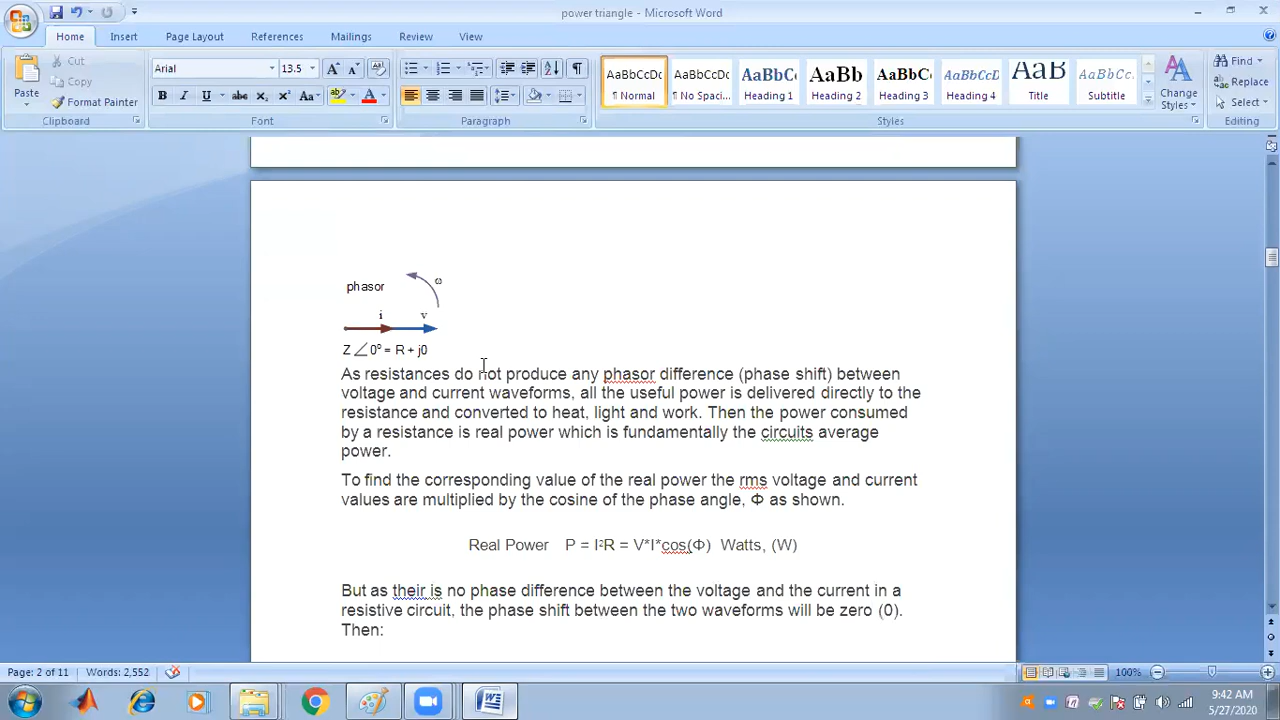 power triangle - Microsoft Word
Home Insert Page Layout References Mailings Review View
Paste
Cut
Copy
Format Painter
Clipboard
Arial 13.5
Font
Paragraph
AaBbCcDc AaBbCcDc AaBbC AaBb AaBbC AaBbCcD AaB AaBbCcD
¶ Normal ¶ No Spaci... Heading 1 Heading 2 Heading 3 Heading 4 Title Subtitle
Change Styles
Styles
Find
Replace
Select
Editing
phasor ω
i v
Z ∠0º = R + j0
As resistances do not produce any phasor difference (phase shift) between
voltage and current waveforms, all the useful power is delivered directly to the
resistance and converted to heat, light and work. Then the power consumed
by a resistance is real power which is fundamentally the circuits average
power.
To find the corresponding value of the real power the rms voltage and current
values are multiplied by the cosine of the phase angle, Φ as shown.
Real Power P = I²R = V*I*cos(Φ) Watts, (W)
But as their is no phase difference between the voltage and the current in a
resistive circuit, the phase shift between the two waveforms will be zero (0).
Then:
Page: 2 of 11 Words: 2,552 100%
9:42 AM
5/27/2020